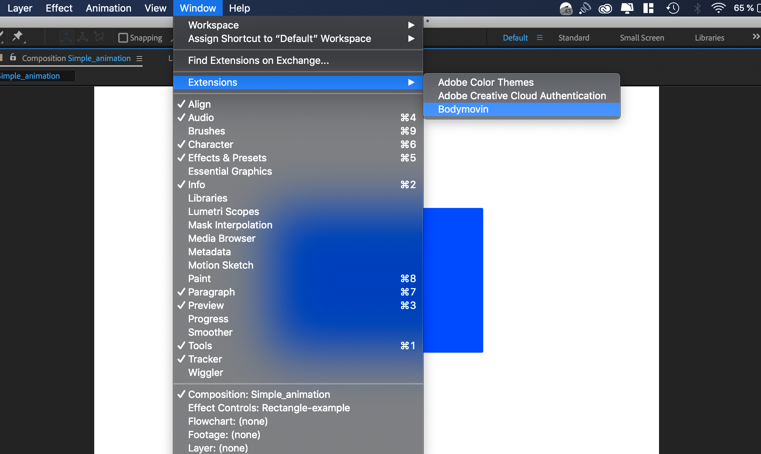 Layer Effect Animation View Window Help 65 %
Workspace
Assign Shortcut to “Default” Workspace
Find Extensions on Exchange...
Extensions
Adobe Color Themes
Adobe Creative Cloud Authentication
Bodymovin
Snapping
Default Standard Small Screen Libraries
Composition Simple_animation
imple_animation
Align
Audio ⌘4
Brushes ⌘9
Character ⌘6
Effects & Presets ⌘5
Essential Graphics
Info ⌘2
Libraries
Lumetri Scopes
Mask Interpolation
Media Browser
Metadata
Motion Sketch
Paint ⌘8
Paragraph ⌘7
Preview ⌘3
Progress
Smoother
Tools ⌘1
Tracker
Wiggler
Composition: Simple_animation
Effect Controls: Rectangle-example
Flowchart: (none)
Footage: (none)
Layer: (none)